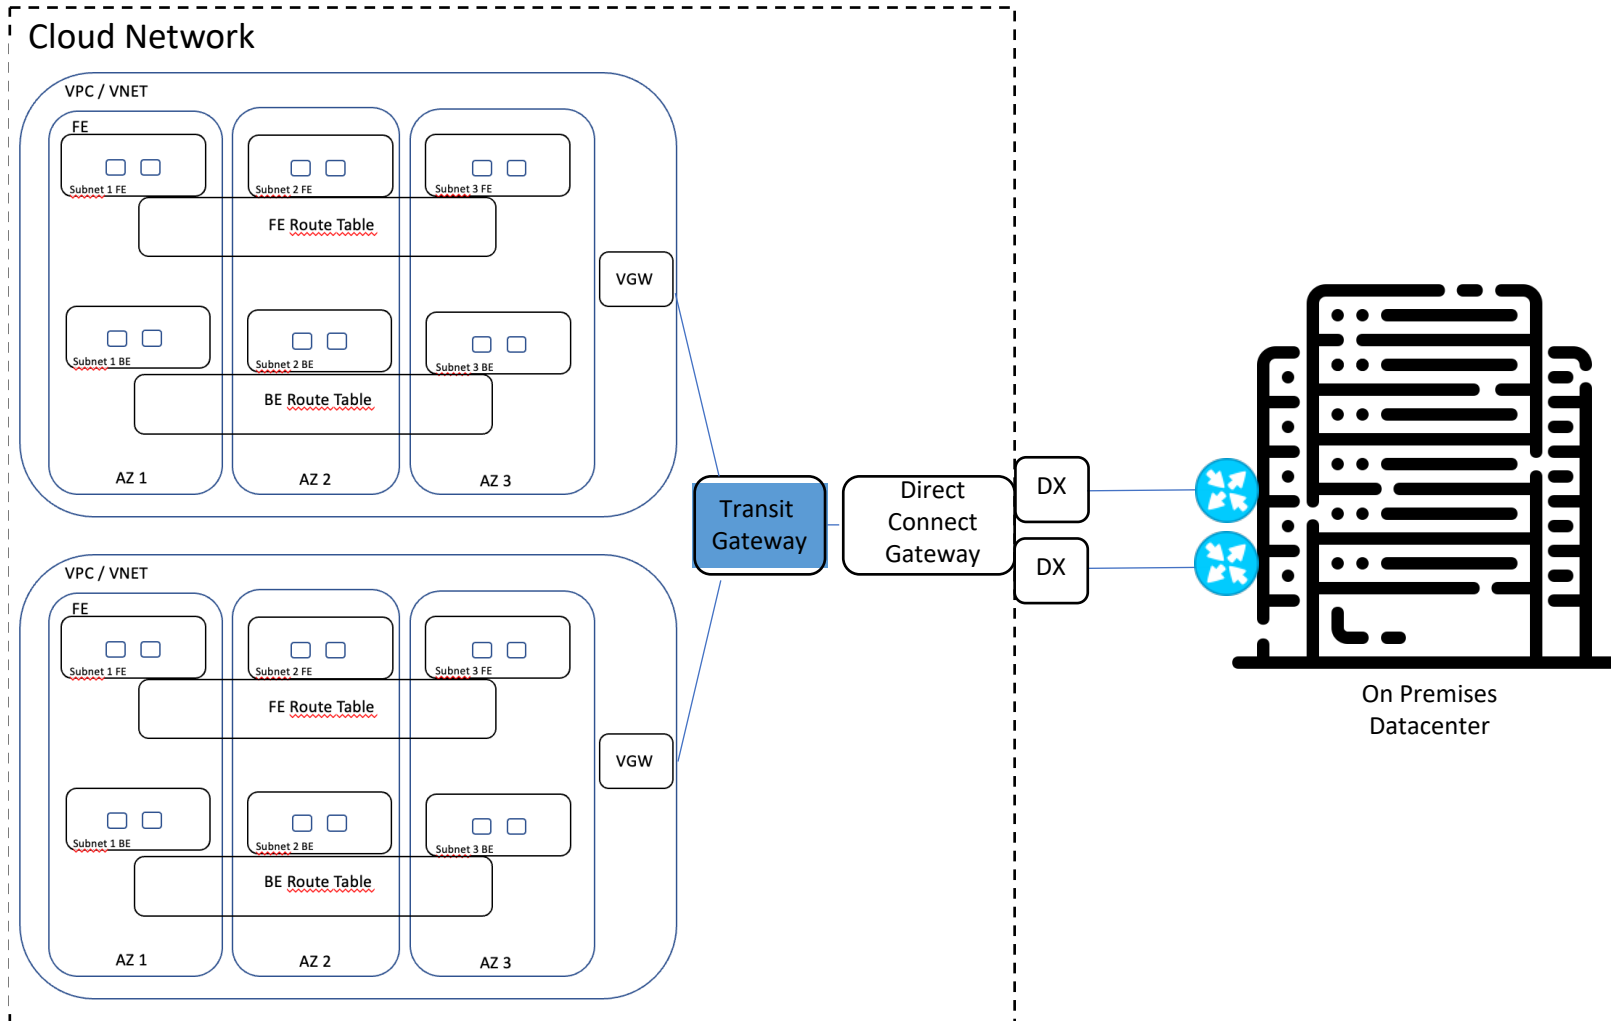 Cloud Network
VPC / VNET
FE
Subnet 1 FE
Subnet 2 FE
Subnet 3 FE
FE Route Table
VGW
Subnet 1 BE
Subnet 2 BE
Subnet 3 BE
BE Route Table
AZ 1
AZ 2
AZ 3
Transit
Gateway
Direct
Connect
Gateway
DX
DX
VPC / VNET
FE
Subnet 1 FE
Subnet 2 FE
Subnet 3 FE
FE Route Table
VGW
Subnet 1 BE
Subnet 2 BE
Subnet 3 BE
BE Route Table
AZ 1
AZ 2
AZ 3
On Premises
Datacenter